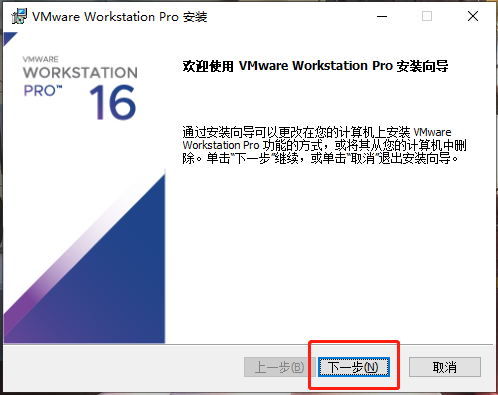 VMware Workstation Pro 安装
VMWARE
WORKSTATION
PRO™ 16
欢迎使用 VMware Workstation Pro 安装向导
通过安装向导可以更改在您的计算机上安装 VMware
Workstation Pro 功能的方式，或将其从您的计算机中删
除。单击“下一步”继续，或单击“取消”退出安装向导。
上一步(B)
下一步(N)
取消